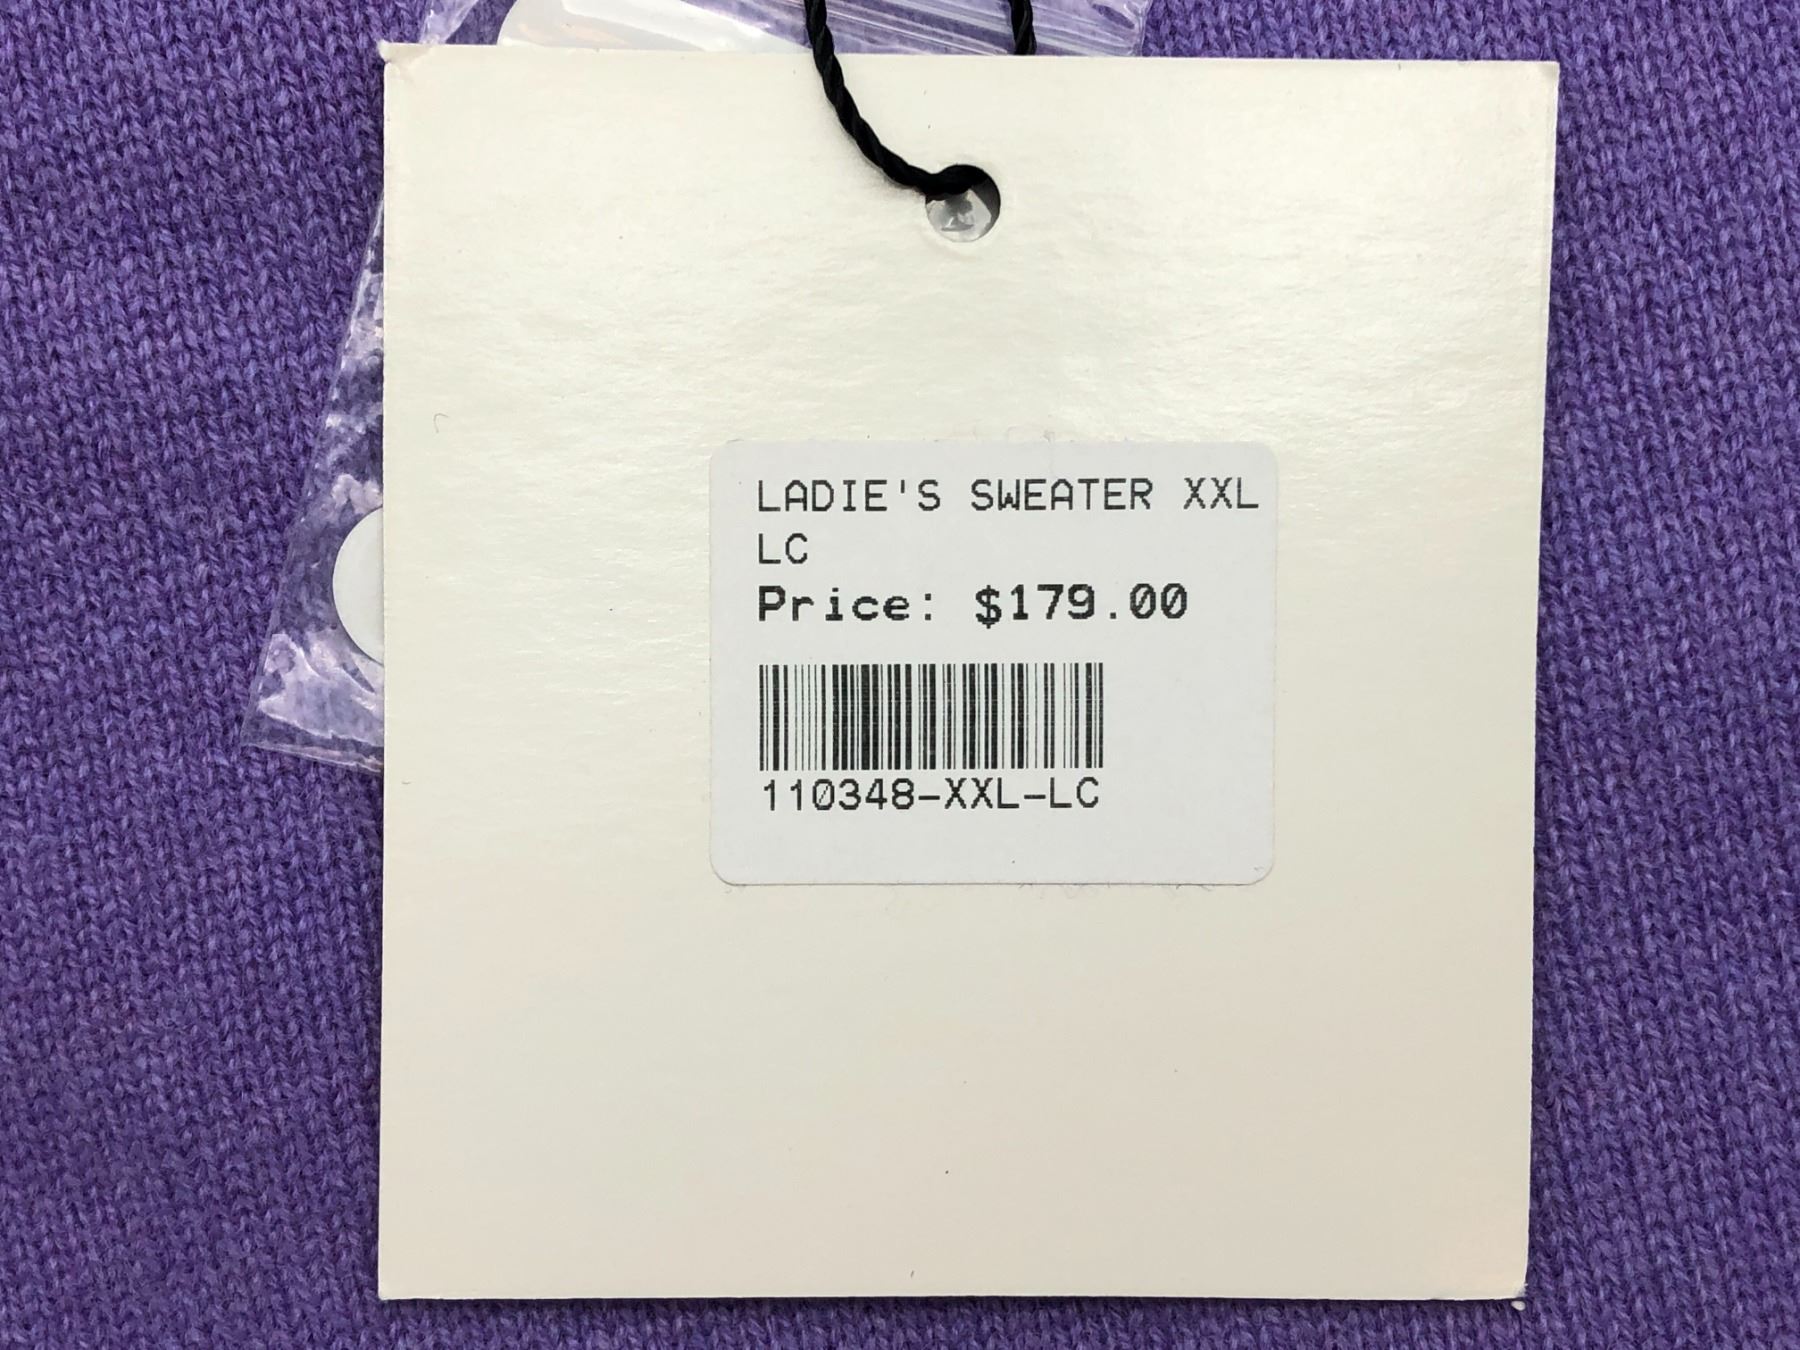 LADIE'S SWEATER XXL
LC
Price: $179.00
110348-XXL-LC